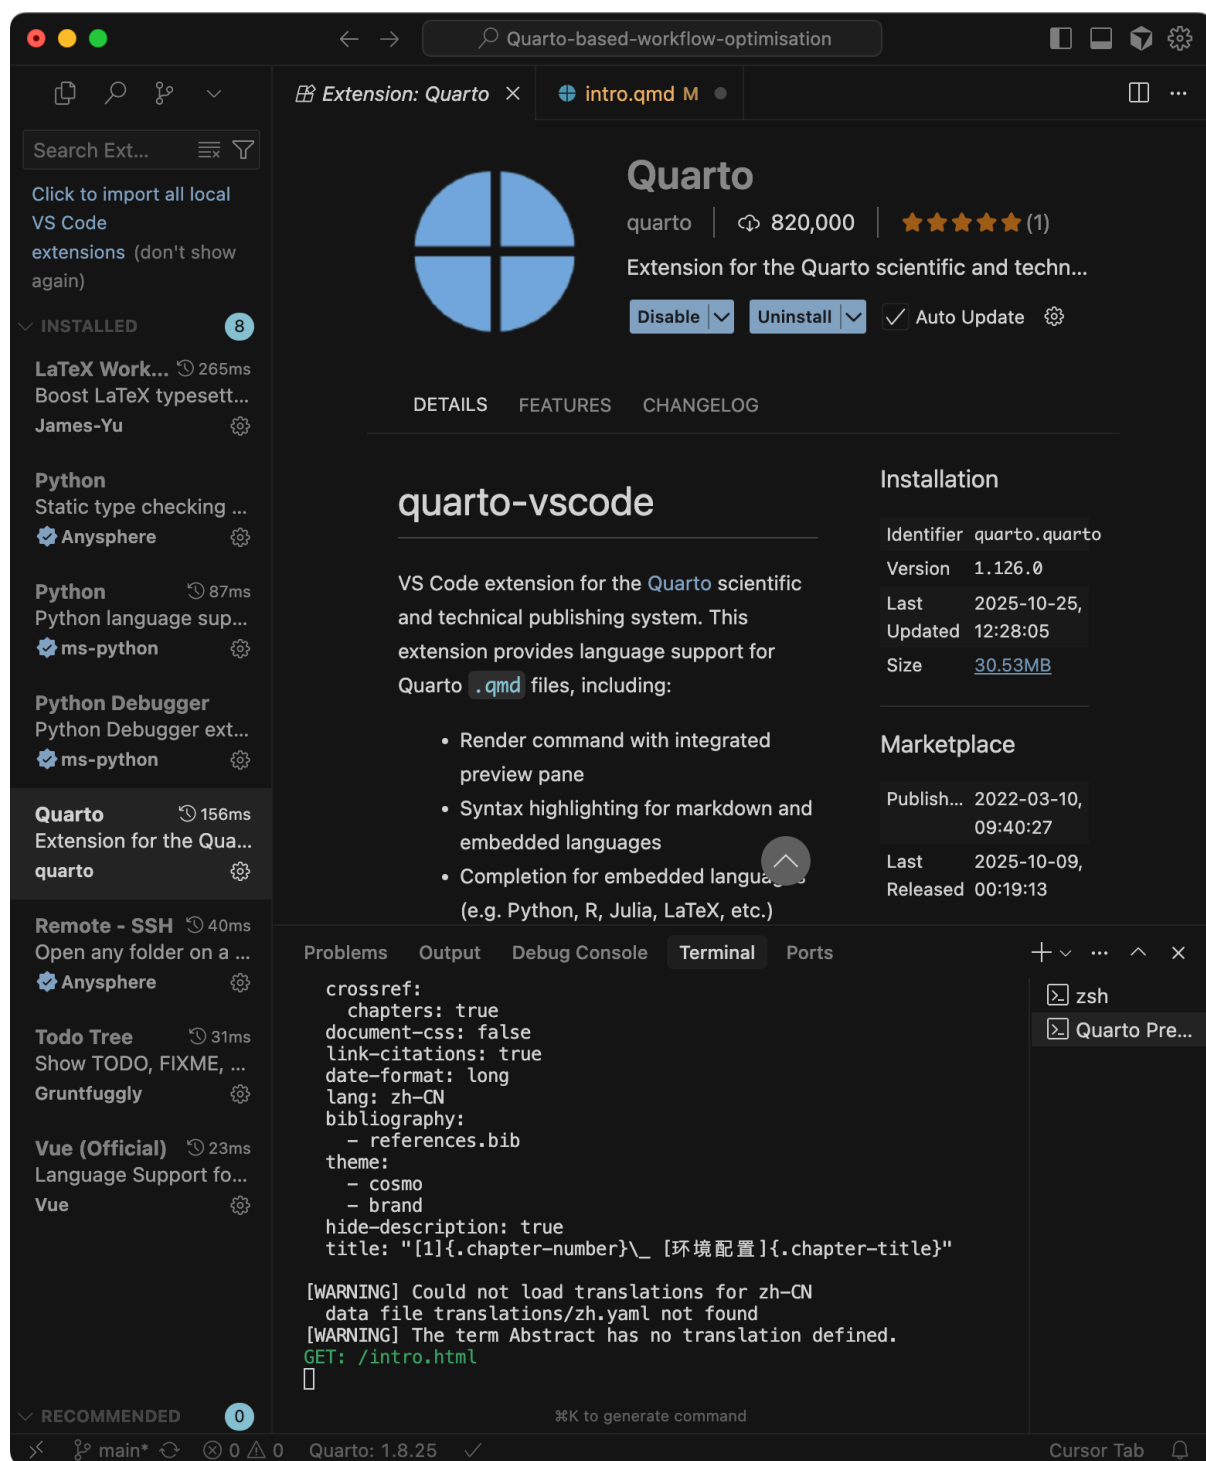 Quarto-based-workflow-optimisation
Extension: Quarto
intro.qmd M
Search Ext...
Click to import all local
VS Code
extensions (don't show
again)
INSTALLED 8
LaTeX Work... 265ms
Boost LaTeX typesett...
James-Yu
Python
Static type checking ...
Anysphere
Python 87ms
Python language sup...
ms-python
Python Debugger
Python Debugger ext...
ms-python
Quarto 156ms
Extension for the Qua...
quarto
Remote - SSH 40ms
Open any folder on a ...
Anysphere
Todo Tree 31ms
Show TODO, FIXME, ...
Gruntfuggly
Vue (Official) 23ms
Language Support fo...
Vue
RECOMMENDED 0
Quarto
quarto 820,000 (1)
Extension for the Quarto scientific and techn...
Disable Uninstall Auto Update
DETAILS FEATURES CHANGELOG
quarto-vscode
VS Code extension for the Quarto scientific
and technical publishing system. This
extension provides language support for
Quarto .qmd files, including:
• Render command with integrated
preview pane
• Syntax highlighting for markdown and
embedded languages
• Completion for embedded languages
(e.g. Python, R, Julia, LaTeX, etc.)
Installation
Identifier quarto.quarto
Version 1.126.0
Last 2025-10-25,
Updated 12:28:05
Size 30.53MB
Marketplace
Publish... 2022-03-10,
09:40:27
Last 2025-10-09,
Released 00:19:13
Problems Output Debug Console Terminal Ports
crossref:
chapters: true
document-css: false
link-citations: true
date-format: long
lang: zh-CN
bibliography:
- references.bib
theme:
- cosmo
- brand
hide-description: true
title: "[1]{.chapter-number}\_ [环境配置]{.chapter-title}"
[WARNING] Could not load translations for zh-CN
data file translations/zh.yaml not found
[WARNING] The term Abstract has no translation defined.
GET: /intro.html
⌘K to generate command
zsh
Quarto Pre...
main* 0 0 Quarto: 1.8.25
Cursor Tab